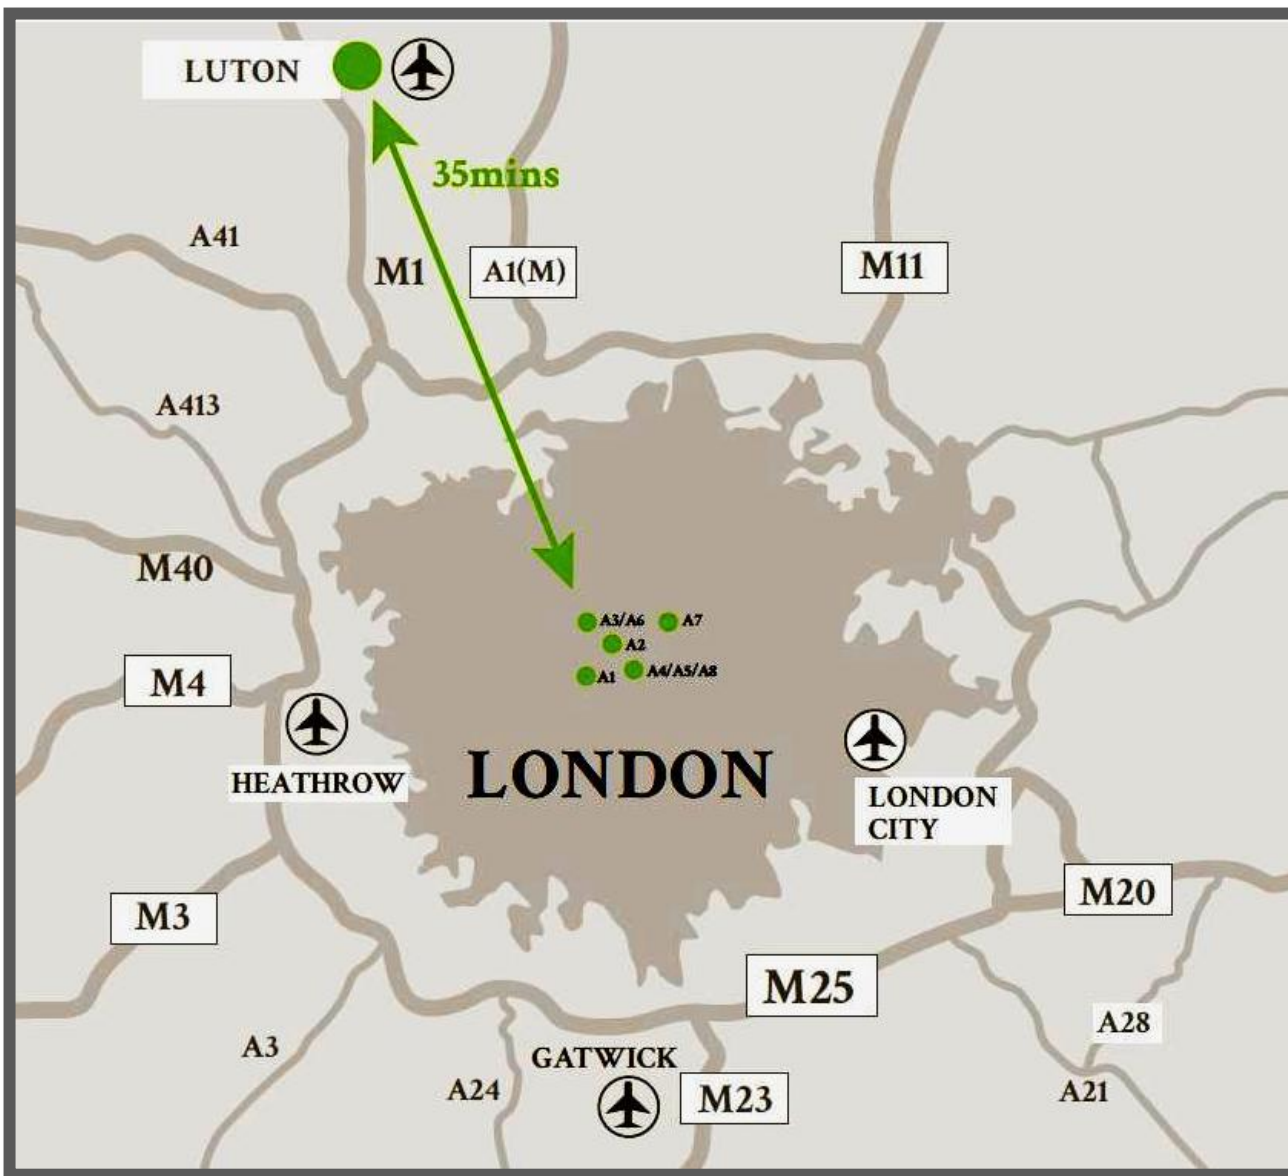 LUTON
35mins
A41
M1
A1(M)
M11
A413
M40
A3/A6
A7
A2
A1
A4/A5/A8
M4
HEATHROW
LONDON
LONDON
CITY
M20
M3
M25
A28
A3
GATWICK
A24
M23
A21